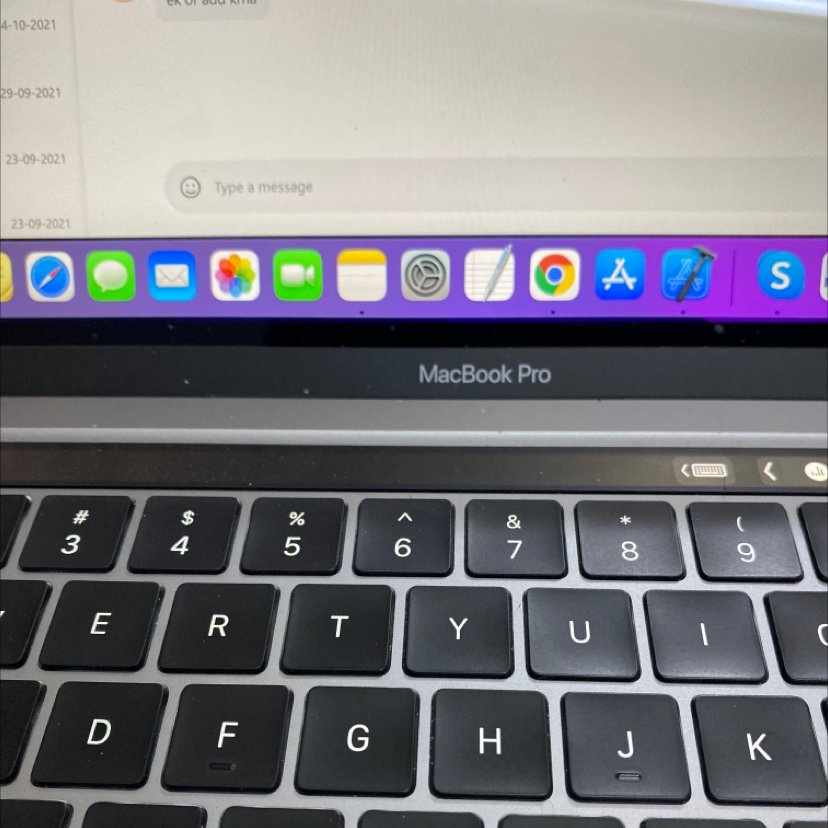 4-10-2021
29-09-2021
23-09-2021
Type a message
23-09-2021
S
MacBook Pro
# $ % ^ & * (
3 4 5 6 7 8 9
E R T Y U I
D F G H J K